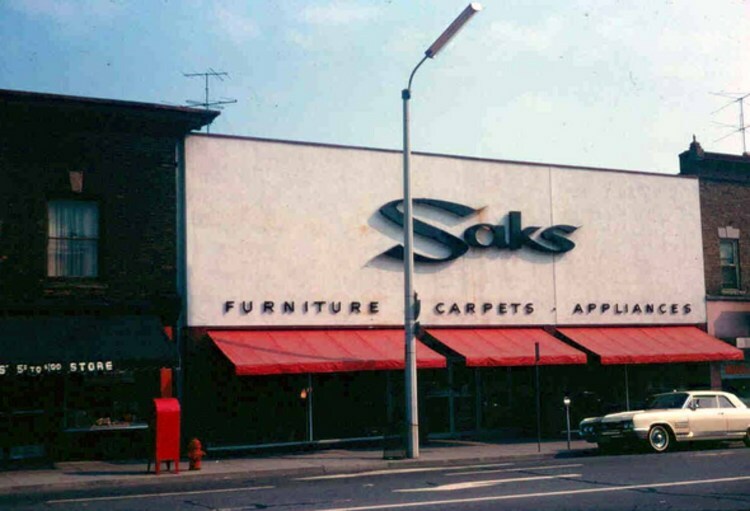 Saks
FURNITURE CARPETS APPLIANCES
5¢ TO $1.00 STORE